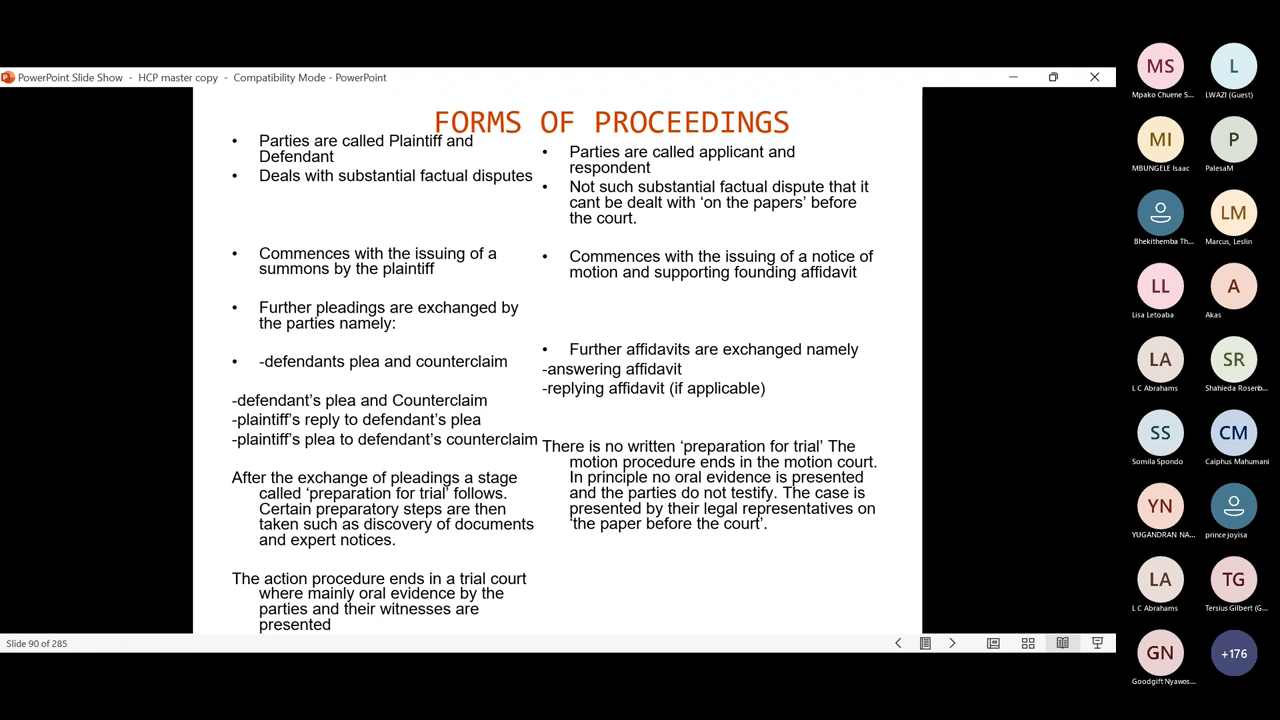 PowerPoint Slide Show - HCP master copy - Compatibility Mode - PowerPoint
FORMS OF PROCEEDINGS
• Parties are called Plaintiff and
Defendant
• Deals with substantial factual disputes
• Commences with the issuing of a
summons by the plaintiff
• Further pleadings are exchanged by
the parties namely:
• -defendants plea and counterclaim
-defendant’s plea and Counterclaim
-plaintiff’s reply to defendant’s plea
-plaintiff’s plea to defendant’s counterclaim
After the exchange of pleadings a stage
called ‘preparation for trial’ follows.
Certain preparatory steps are then
taken such as discovery of documents
and expert notices.
The action procedure ends in a trial court
where mainly oral evidence by the
parties and their witnesses are
presented
• Parties are called applicant and
respondent
• Not such substantial factual dispute that it
cant be dealt with ‘on the papers’ before
the court.
• Commences with the issuing of a notice of
motion and supporting founding affidavit
• Further affidavits are exchanged namely
-answering affidavit
-replying affidavit (if applicable)
There is no written ‘preparation for trial’ The
motion procedure ends in the motion court.
In principle no oral evidence is presented
and the parties do not testify. The case is
presented by their legal representatives on
‘the paper before the court’.
Slide 90 of 285
MS
Mpako Chuene S...
L
LWAZI (Guest)
MI
MBUNGELE Isaac
P
PalesaM
Bhekithemba Th...
LM
Marcus, Leslin
LL
Lisa Letoaba
A
Akas
LA
L C Abrahams
SR
Shahieda Rosenb...
SS
Somila Spondo
CM
Caiphus Mahumani
YN
YUGANDRAN NA...
prince joyisa
LA
L C Abrahams
TG
Tersius Gilbert (G...
GN
Goodgift Nyawos...
+176